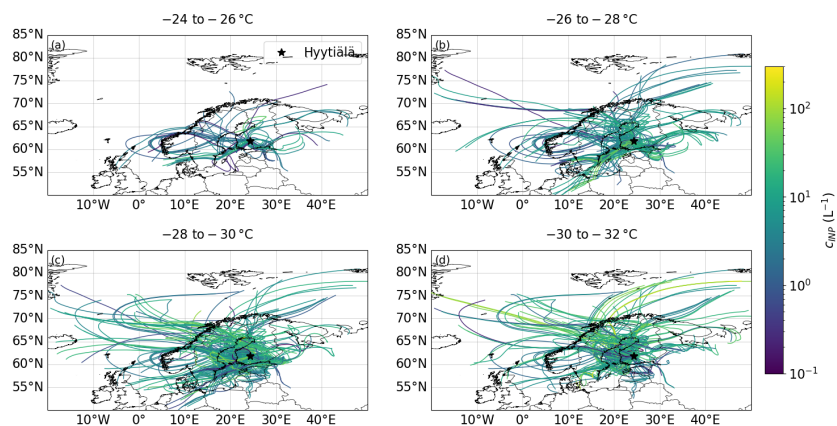 −24 to −26 °C
−26 to −28 °C
85°N
80°N
75°N
70°N
65°N
60°N
55°N
(a)
Hyytiälä
10°W
0°
10°E
20°E
30°E
40°E
85°N
80°N
75°N
70°N
65°N
60°N
55°N
(b)
10°W
0°
10°E
20°E
30°E
40°E
−28 to −30 °C
−30 to −32 °C
85°N
80°N
75°N
70°N
65°N
60°N
55°N
(c)
10°W
0°
10°E
20°E
30°E
40°E
85°N
80°N
75°N
70°N
65°N
60°N
55°N
(d)
10°W
0°
10°E
20°E
30°E
40°E
10²
10¹
10⁰
10⁻¹
c_INP (L⁻¹)